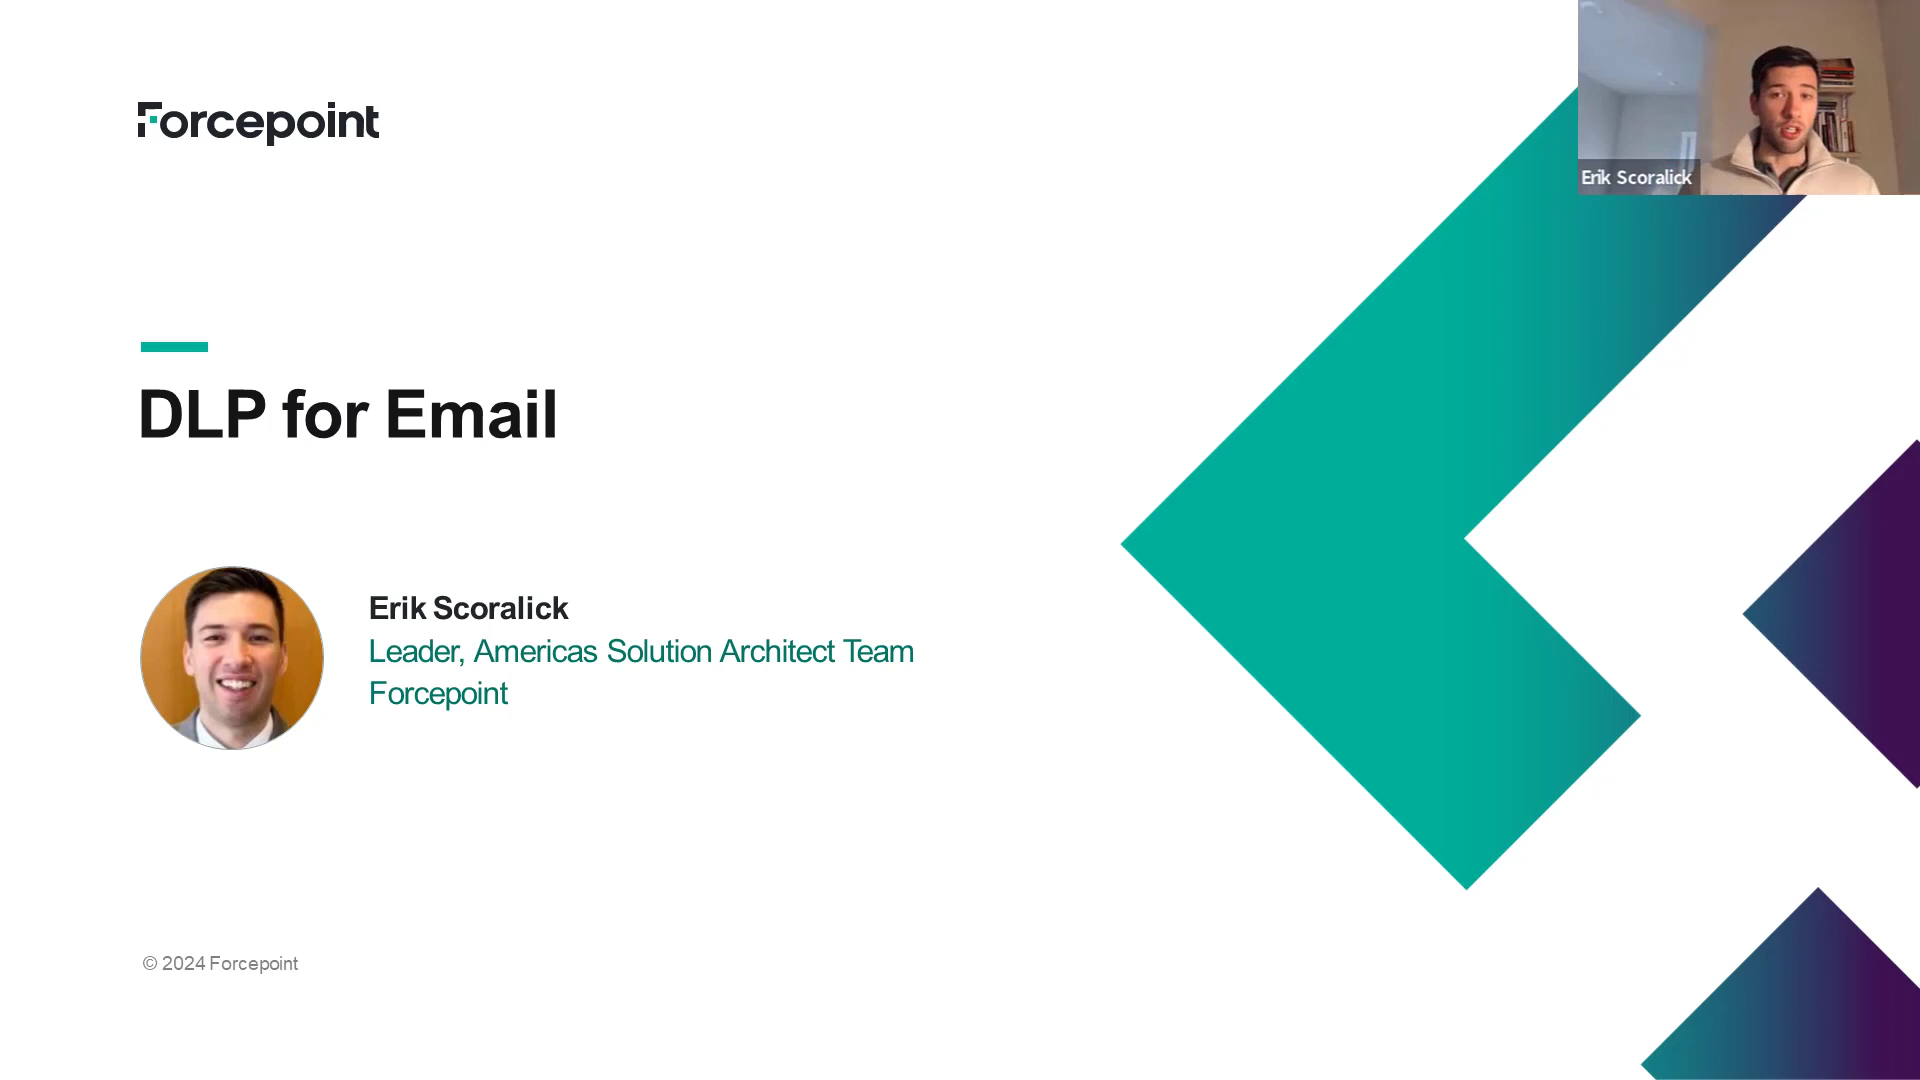 Forcepoint
Erik Scoralick
DLP for Email
Erik Scoralick
Leader, Americas Solution Architect Team
Forcepoint
© 2024 Forcepoint